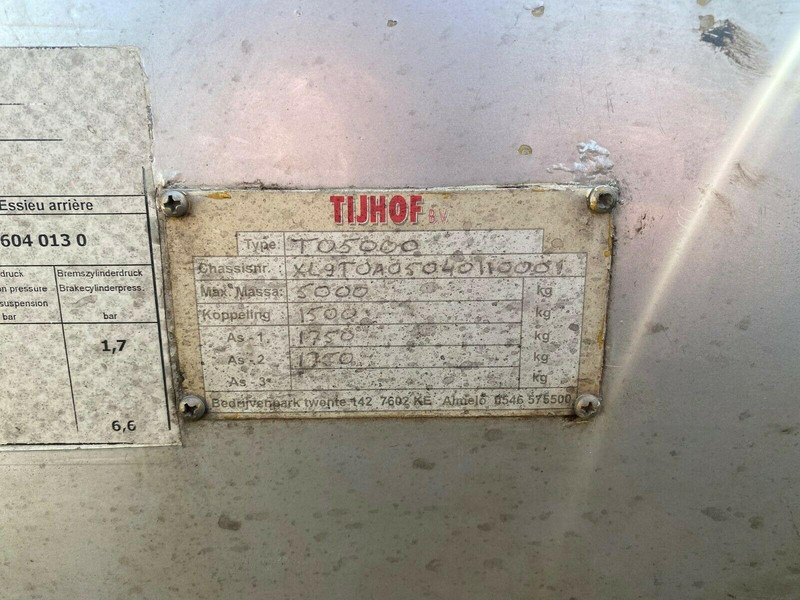 Essieu arrière
604 013 0
druck Bremszylinderdruck
n pressure Brakecylinderpress.
suspension
bar bar
1,7
6,6
TIJHOF B.V.
Type: TO5000
Chassisnr.: XL9T0A05040110001
Max. Massa: 5000 kg
Koppeling 1500 kg
As - 1 1750 kg
As - 2 1750 kg
As - 3 kg
Bedrijvenpark twente 142 7602 KE Almelo 0546 575500